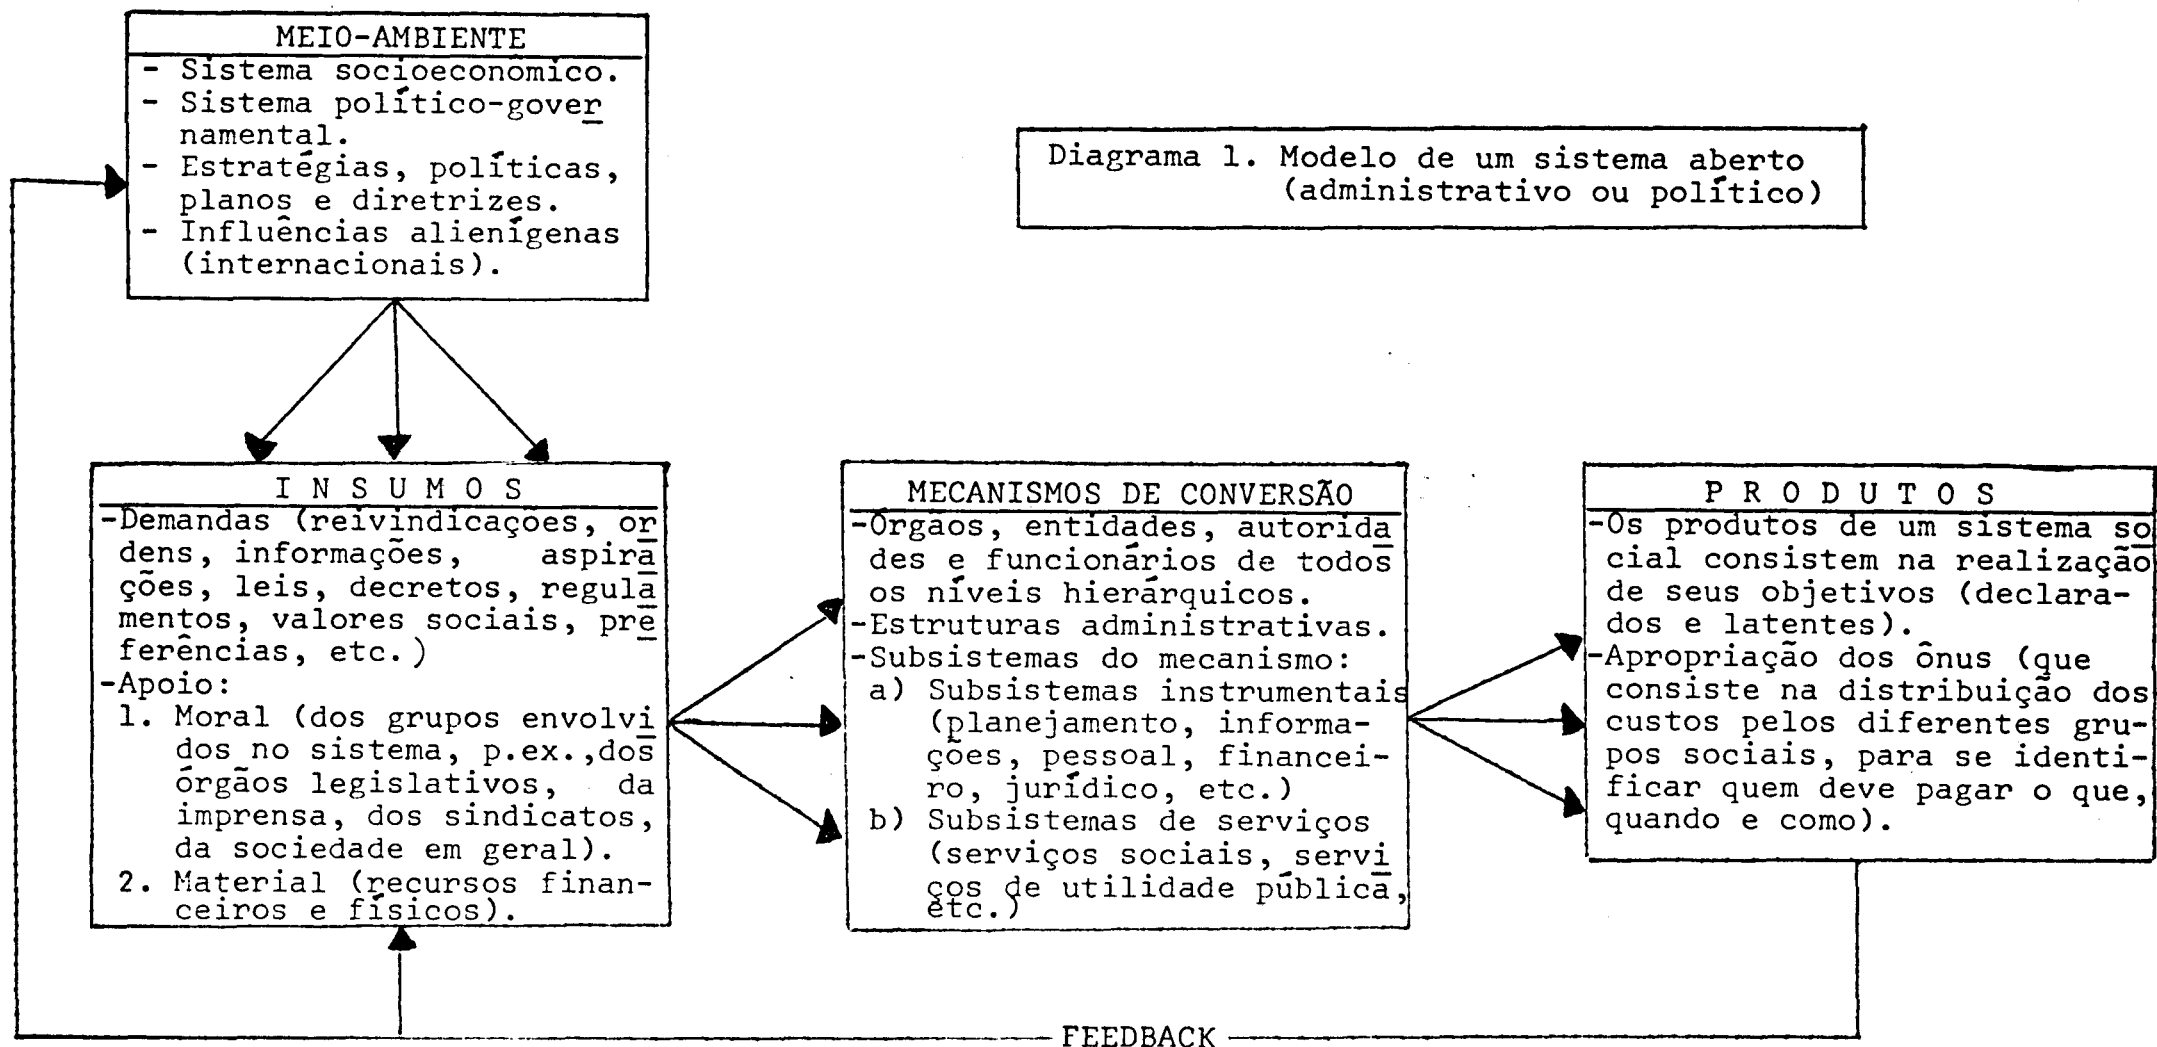 MEIO-AMBIENTE
- Sistema socioeconomico.
- Sistema político-gover
namental.
- Estratégias, políticas,
planos e diretrizes.
- Influências alienígenas
(internacionais).
Diagrama 1. Modelo de um sistema aberto
(administrativo ou político)
I N S U M O S
-Demandas (reivindicações, or
dens, informações, aspira
ções, leis, decretos, regula
mentos, valores sociais, pre
ferências, etc.)
-Apoio:
1. Moral (dos grupos envolvi
dos no sistema, p.ex.,dos
órgãos legislativos, da
imprensa, dos sindicatos,
da sociedade em geral).
2. Material (recursos finan-
ceiros e físicos).
MECANISMOS DE CONVERSÃO
-Órgãos, entidades, autorida
des e funcionários de todos
os níveis hierárquicos.
-Estruturas administrativas.
-Subsistemas do mecanismo:
a) Subsistemas instrumentais
(planejamento, informa-
ções, pessoal, financei-
ro, jurídico, etc.)
b) Subsistemas de serviços
(serviços sociais, servi
ços de utilidade pública,
etc.)
P R O D U T O S
-Os produtos de um sistema so
cial consistem na realização
de seus objetivos (declara-
dos e latentes).
-Apropriação dos ônus (que
consiste na distribuição dos
custos pelos diferentes gru-
pos sociais, para se identi-
ficar quem deve pagar o que,
quando e como).
FEEDBACK